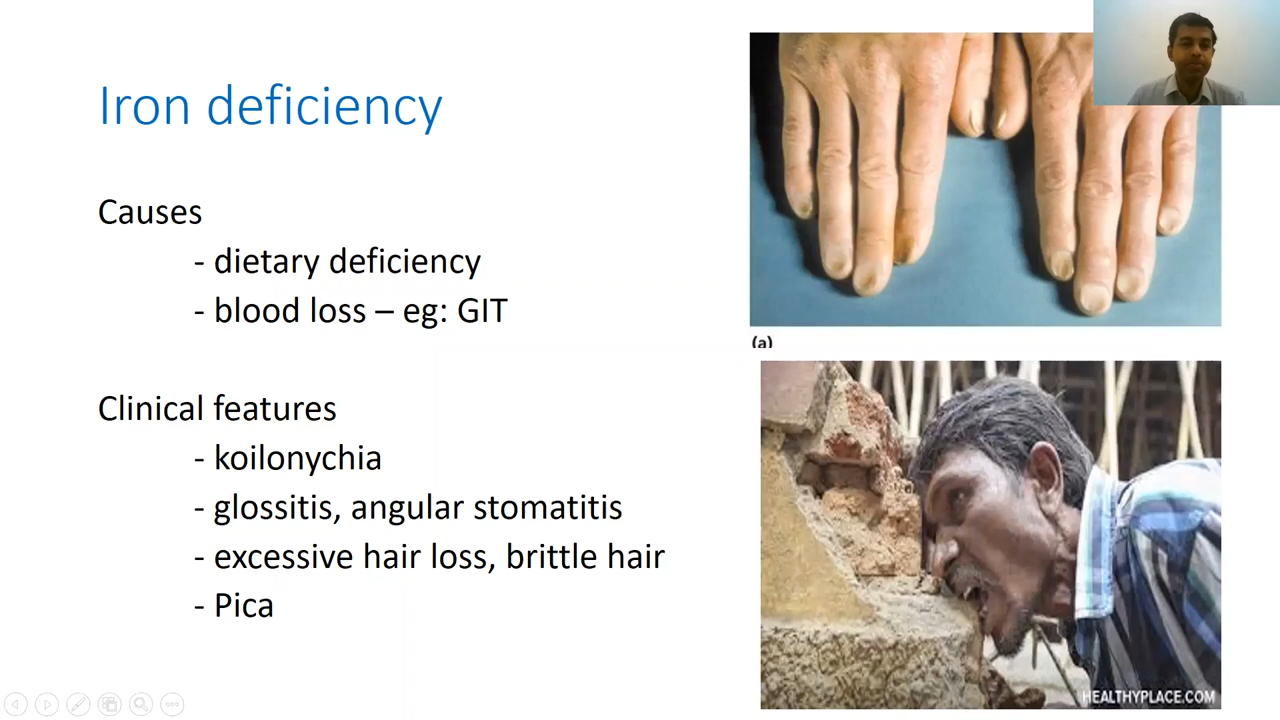 Iron deficiency
Causes
- dietary deficiency
- blood loss – eg: GIT
Clinical features
- koilonychia
- glossitis, angular stomatitis
- excessive hair loss, brittle hair
- Pica
(a)
HEALTHYPLACE.COM